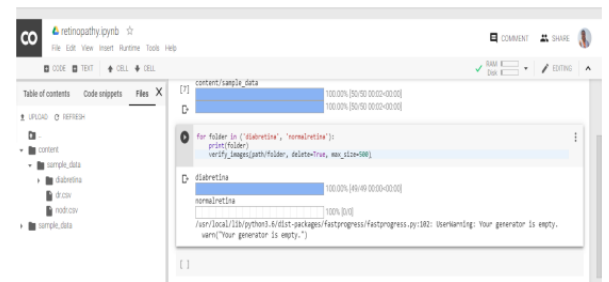 CO
retinopathy.ipynb
File Edit View Insert Runtime Tools Help
COMMENT
SHARE
CODE TEXT CELL CELL
RAM
Disk
EDITING
Table of contents Code snippets Files X
UPLOAD REFRESH
..
content
sample_data
diabretina
dr.csv
nodr.csv
sample_data
content/sample_data
[7]
100.00% [50/50 00:02<00:00]
100.00% [50/50 00:02<00:00]
for folder in ('diabretina', 'normalretina'):
print(folder)
verify_images(path/folder, delete=True, max_size=500)
diabretina
100.00% [49/49 00:00<00:00]
normalretina
100% [0/0]
/usr/local/lib/python3.6/dist-packages/fastprogress/fastprogress.py:102: UserWarning: Your generator is empty.
warn("Your generator is empty.")
[ ]